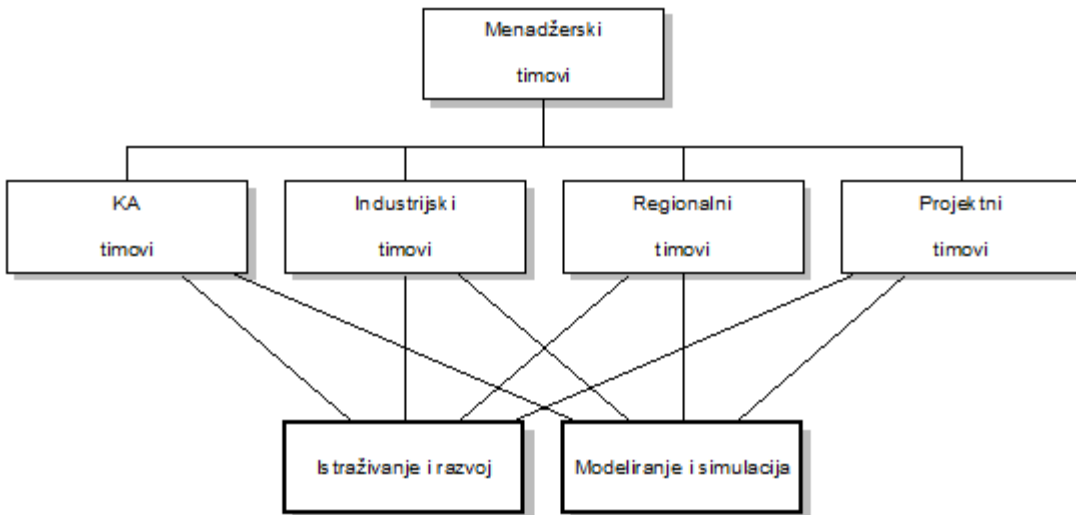 Menadžerski
timovi
KA
timovi
Industrijski
timovi
Regionalni
timovi
Projektni
timovi
Istraživanje i razvoj
Modeliranje i simulacija